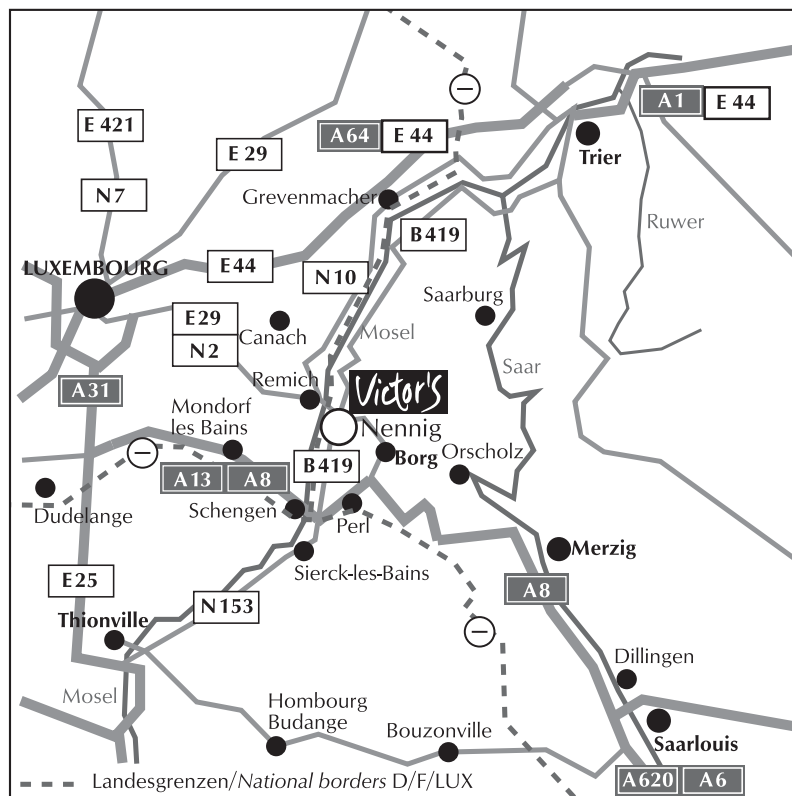 E 421
A64
E 44
A1
E 44
E 29
Trier
N7
Grevenmacher
Ruwer
B419
LUXEMBOURG
E44
N10
Saarburg
E29
Canach
Mosel
N2
Saar
A31
Remich
Victor's
Mondorf
les Bains
Nennig
Borg
Orscholz
B419
A13
A8
Dudelange
Schengen
Perl
Merzig
Sierck-les-Bains
E25
A8
N153
Thionville
Dillingen
Mosel
Hombourg
Budange
Bouzonville
Saarlouis
Landesgrenzen/National borders D/F/LUX
A620
A6